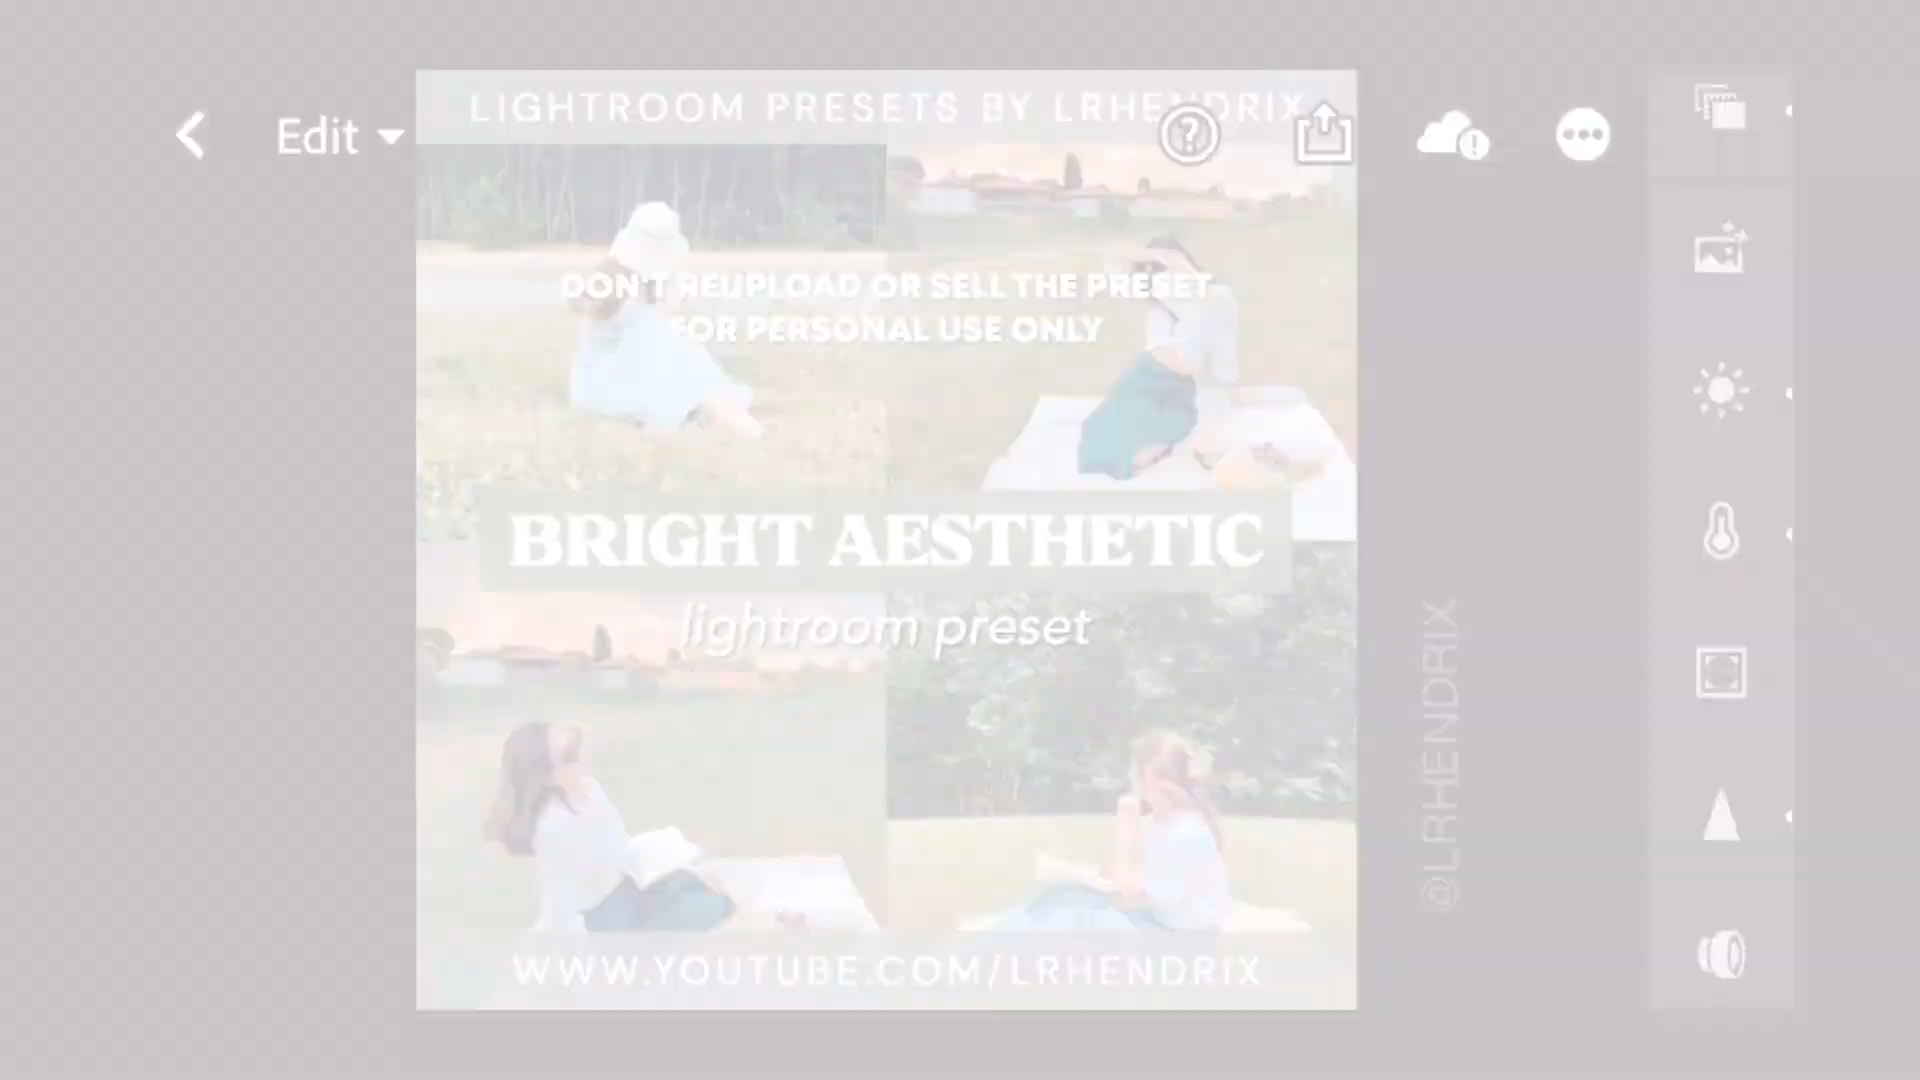 LIGHTROOM PRESETS BY LRHENDRIX
Edit
DON'T REUPLOAD OR SELL THE PRESET
FOR PERSONAL USE ONLY
BRIGHT AESTHETIC
lightroom preset
@LRHENDRIX
WWW.YOUTUBE.COM/LRHENDRIX